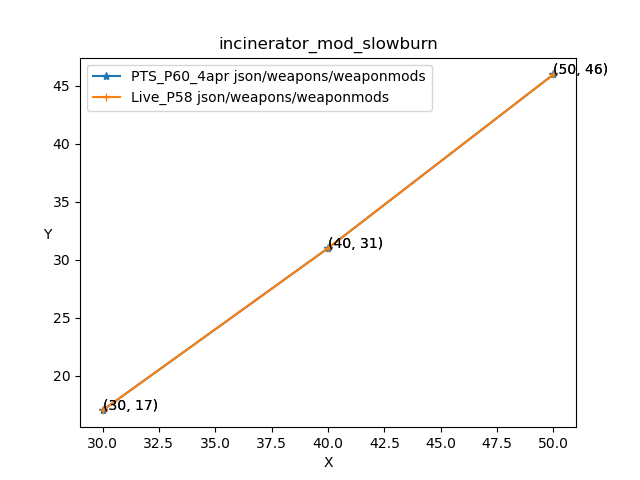 incinerator_mod_slowburn
PTS_P60_4apr json/weapons/weaponmods
Live_P58 json/weapons/weaponmods
(50, 46)
(40, 31)
(30, 17)
45
40
35
30
25
20
Y
30.0 32.5 35.0 37.5 40.0 42.5 45.0 47.5 50.0
X